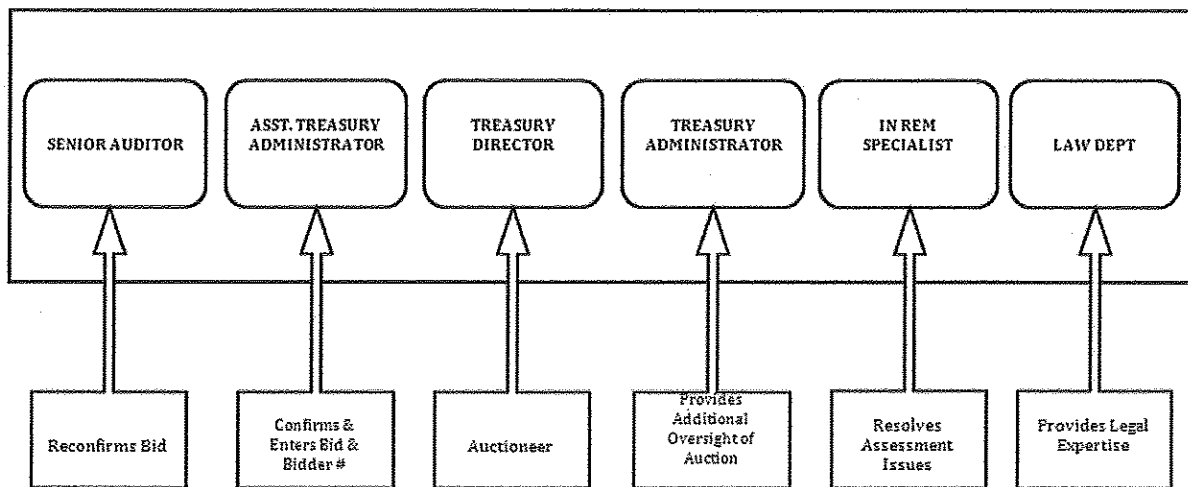 SENIOR AUDITOR
ASST. TREASURY
ADMINISTRATOR
TREASURY
DIRECTOR
TREASURY
ADMINISTRATOR
IN REM
SPECIALIST
LAW DEPT
Reconfirms Bid
Confirms &
Enters Bid &
Bidder #
Auctioneer
Provides
Additional
Oversight of
Auction
Resolves
Assessment
Issues
Provides Legal
Expertise